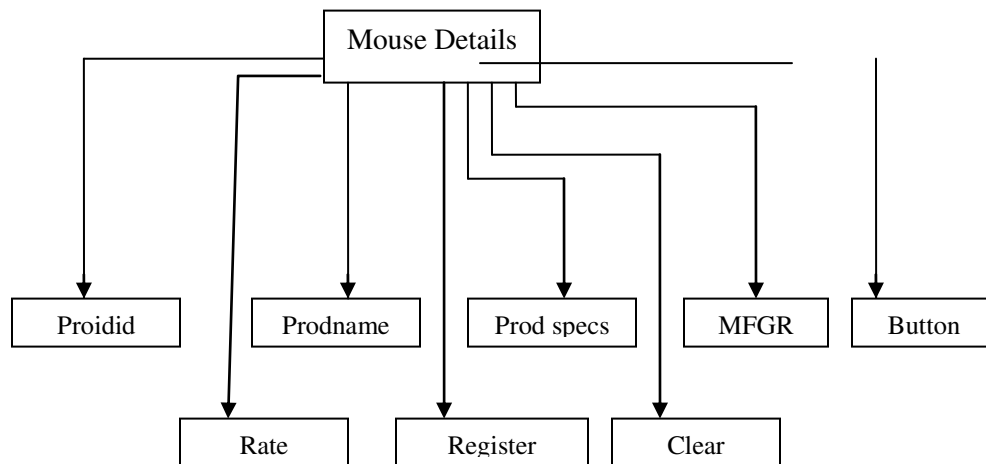 Mouse Details
Proidid
Prodname
Prod specs
MFGR
Button
Rate
Register
Clear